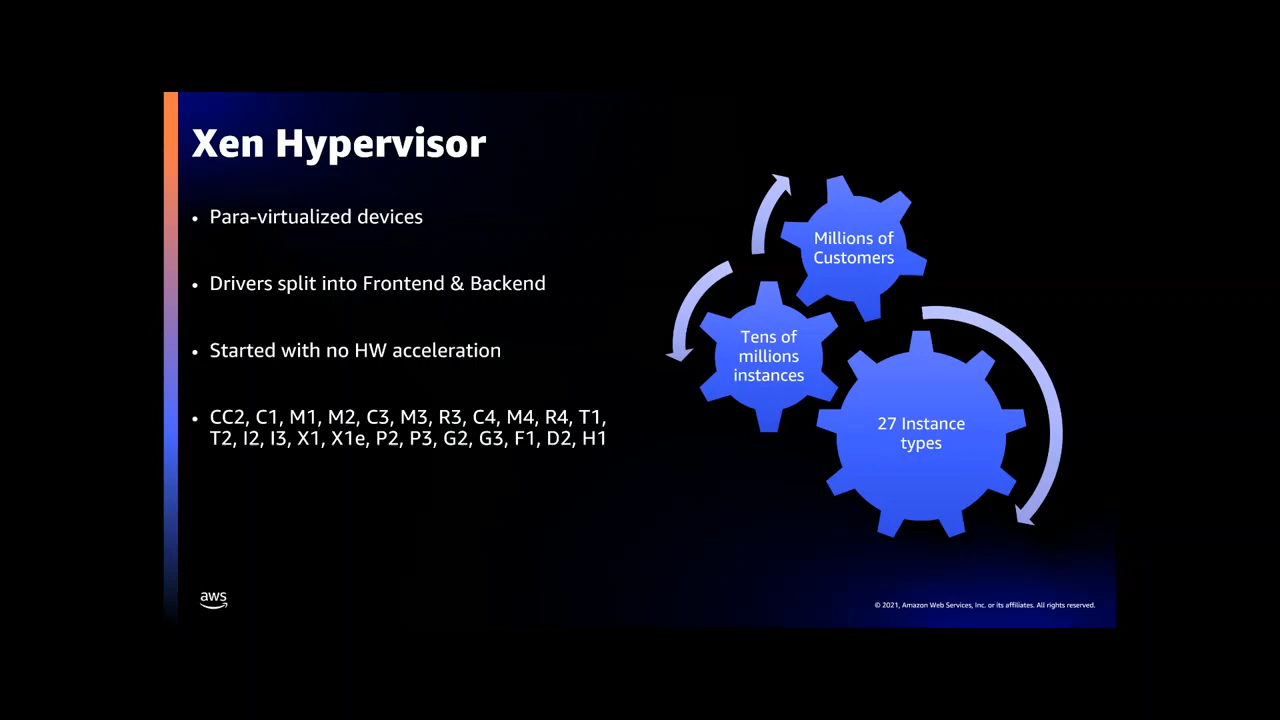 Xen Hypervisor
• Para-virtualized devices
• Drivers split into Frontend & Backend
• Started with no HW acceleration
• CC2, C1, M1, M2, C3, M3, R3, C4, M4, R4, T1,
T2, I2, I3, X1, X1e, P2, P3, G2, G3, F1, D2, H1
Millions of
Customers
Tens of
millions
instances
27 Instance
types
aws
© 2021, Amazon Web Services, Inc. or its affiliates. All rights reserved.